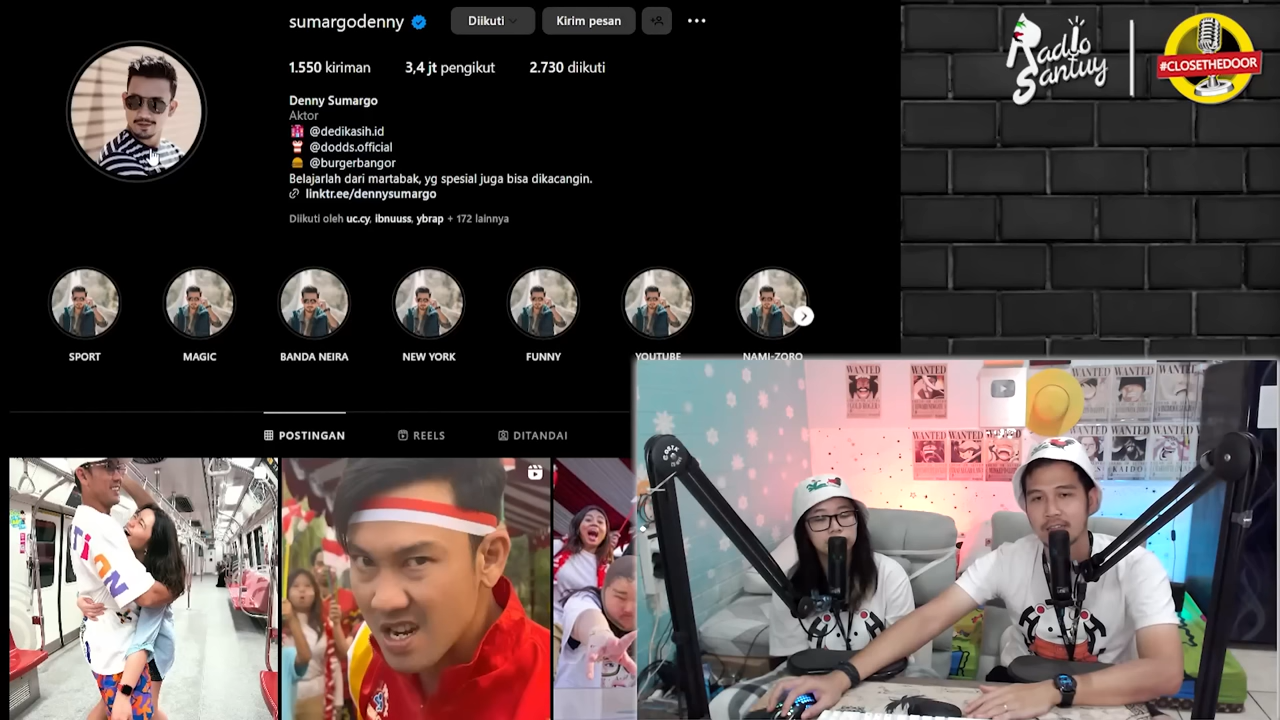 sumargodenny
Diikuti
Kirim pesan
1.550 kiriman
3,4 jt pengikut
2.730 diikuti
Denny Sumargo
Aktor
@dedikasih.id
@dodds.official
@burgerbangor
Belajarlah dari martabak, yg spesial juga bisa dikacangin.
linktr.ee/dennysumargo
Diikuti oleh uc.cy, ibnuuss, ybrap + 172 lainnya
SPORT
MAGIC
BANDA NEIRA
NEW YORK
FUNNY
YOUTUBE
NAMI-ZORO
POSTINGAN
REELS
DITANDAI
Radio
Santuy
#CLOSETHEDOOR
WANTED
WANTED
WANTED
WANTED
WANTED
WANTED
WANTED
WANTED
KAIDO